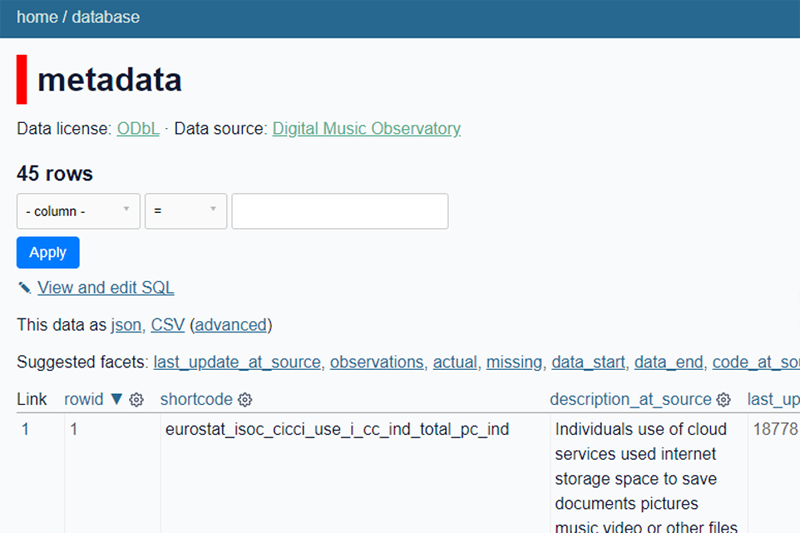 home / database
metadata
Data license: ODbL · Data source: Digital Music Observatory
45 rows
- column - =
Apply
View and edit SQL
This data as json, CSV (advanced)
Suggested facets: last_update_at_source, observations, actual, missing, data_start, data_end, code_at_sou
Link rowid ▼ shortcode description_at_source last_up
1 1 eurostat_isoc_cicci_use_i_cc_ind_total_pc_ind Individuals use of cloud 18778
services used internet
storage space to save
documents pictures
music video or other files